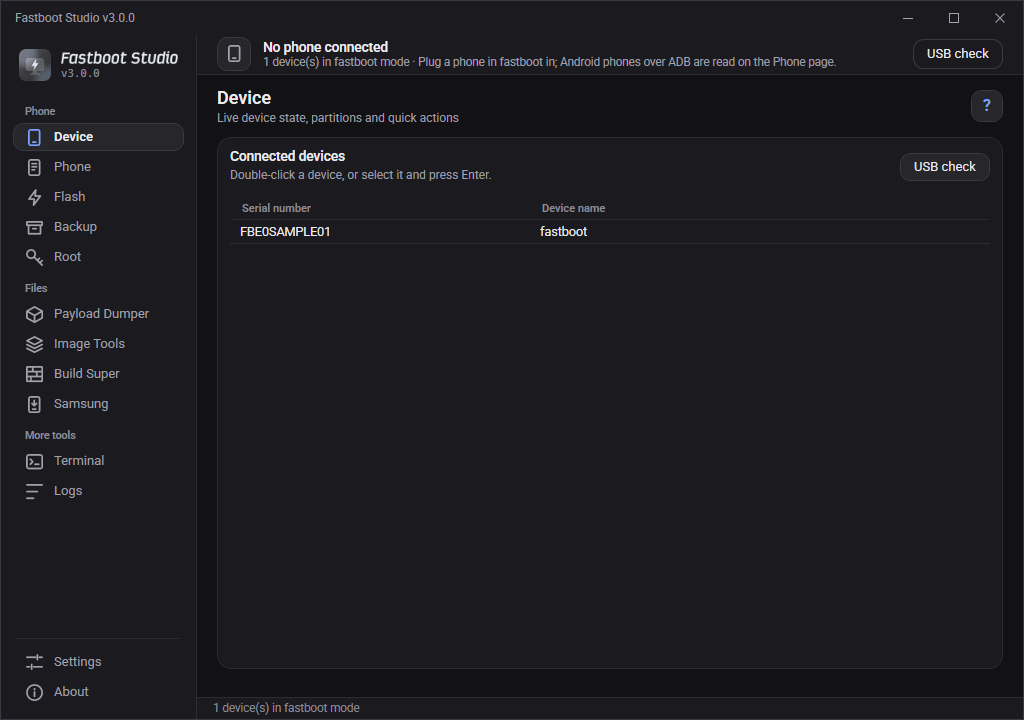 Fastboot Studio v3.0.0
Fastboot Studio
v3.0.0
Phone
Device
Phone
Flash
Backup
Root
Files
Payload Dumper
Image Tools
Build Super
Samsung
More tools
Terminal
Logs
Settings
About
No phone connected
1 device(s) in fastboot mode · Plug a phone in fastboot in; Android phones over ADB are read on the Phone page.
USB check
Device
Live device state, partitions and quick actions
?
Connected devices
Double-click a device, or select it and press Enter.
USB check
Serial number Device name
FBE0SAMPLE01 fastboot
1 device(s) in fastboot mode